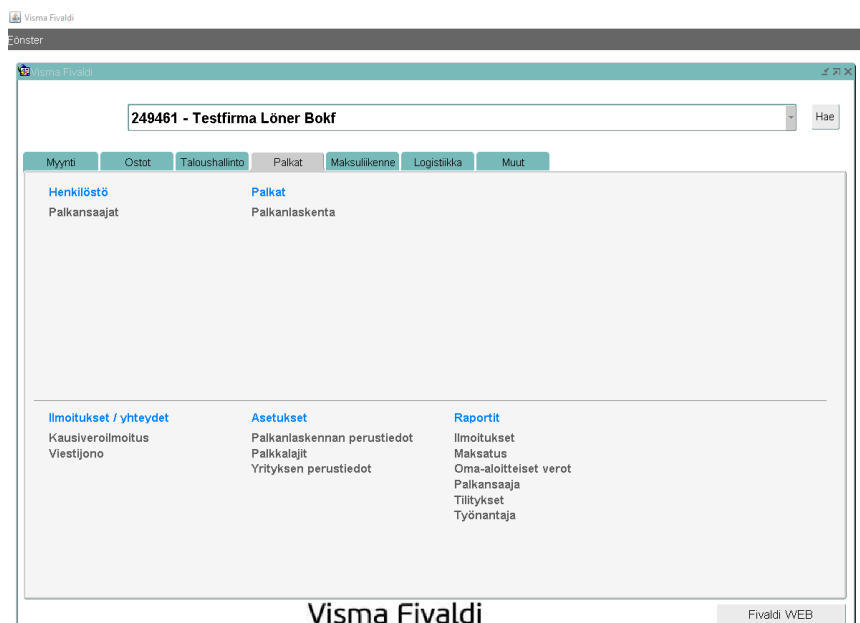 Visma Fivaldi
Eönster
Visma Fivaldi
249461 - Testfirma Löner Bokf
Hae
Myynti Ostot Taloushallinto Palkat Maksuliikenne Logistiikka Muut
Henkilöstö Palkat
Palkansaajat Palkanlaskenta
Ilmoitukset / yhteydet Asetukset Raportit
Kausiveroilmoitus Palkanlaskennan perustiedot Ilmoitukset
Viestijono Palkkalajit Maksatus
Yrityksen perustiedot Oma-aloitteiset verot
Palkansaaja
Tilitykset
Työnantaja
Visma Fivaldi
Fivaldi WEB